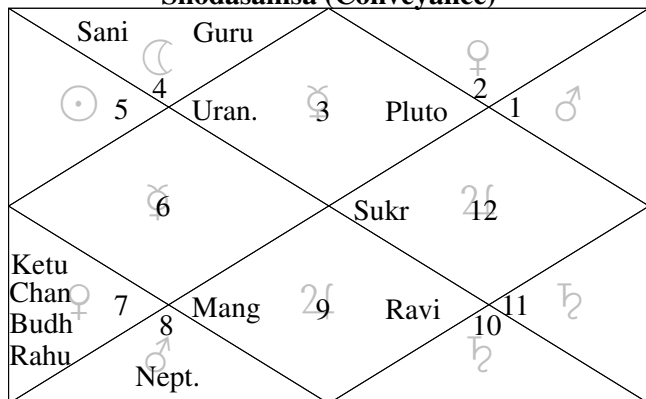 Shodasamsa (Conveyance)
Sani Guru
4 2
5 Uran. 3 Pluto 1
6 Sukr 12
Ketu
Chan
7 Mang 9 Ravi 11
Budh 8 10
Rahu
Nept.